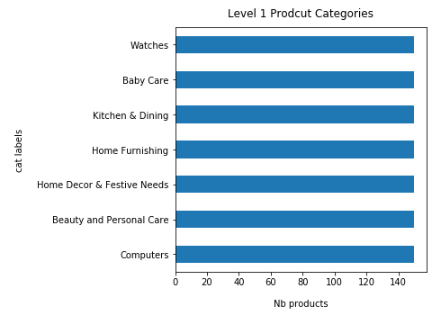 Level 1 Prodcut Categories
cat labels
Watches
Baby Care
Kitchen & Dining
Home Furnishing
Home Decor & Festive Needs
Beauty and Personal Care
Computers
0 20 40 60 80 100 120 140
Nb products